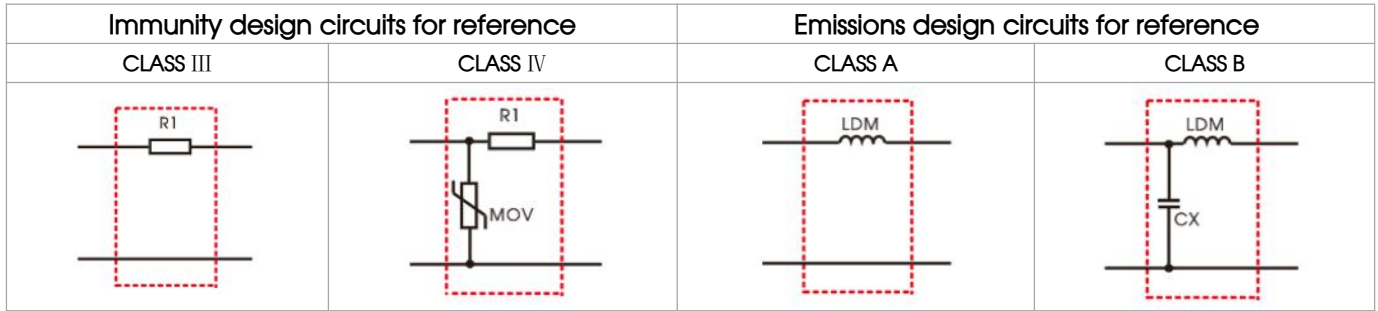 Immunity design circuits for reference
Emissions design circuits for reference
CLASS III
CLASS IV
CLASS A
CLASS B
R1
R1
MOV
LDM
LDM
CX